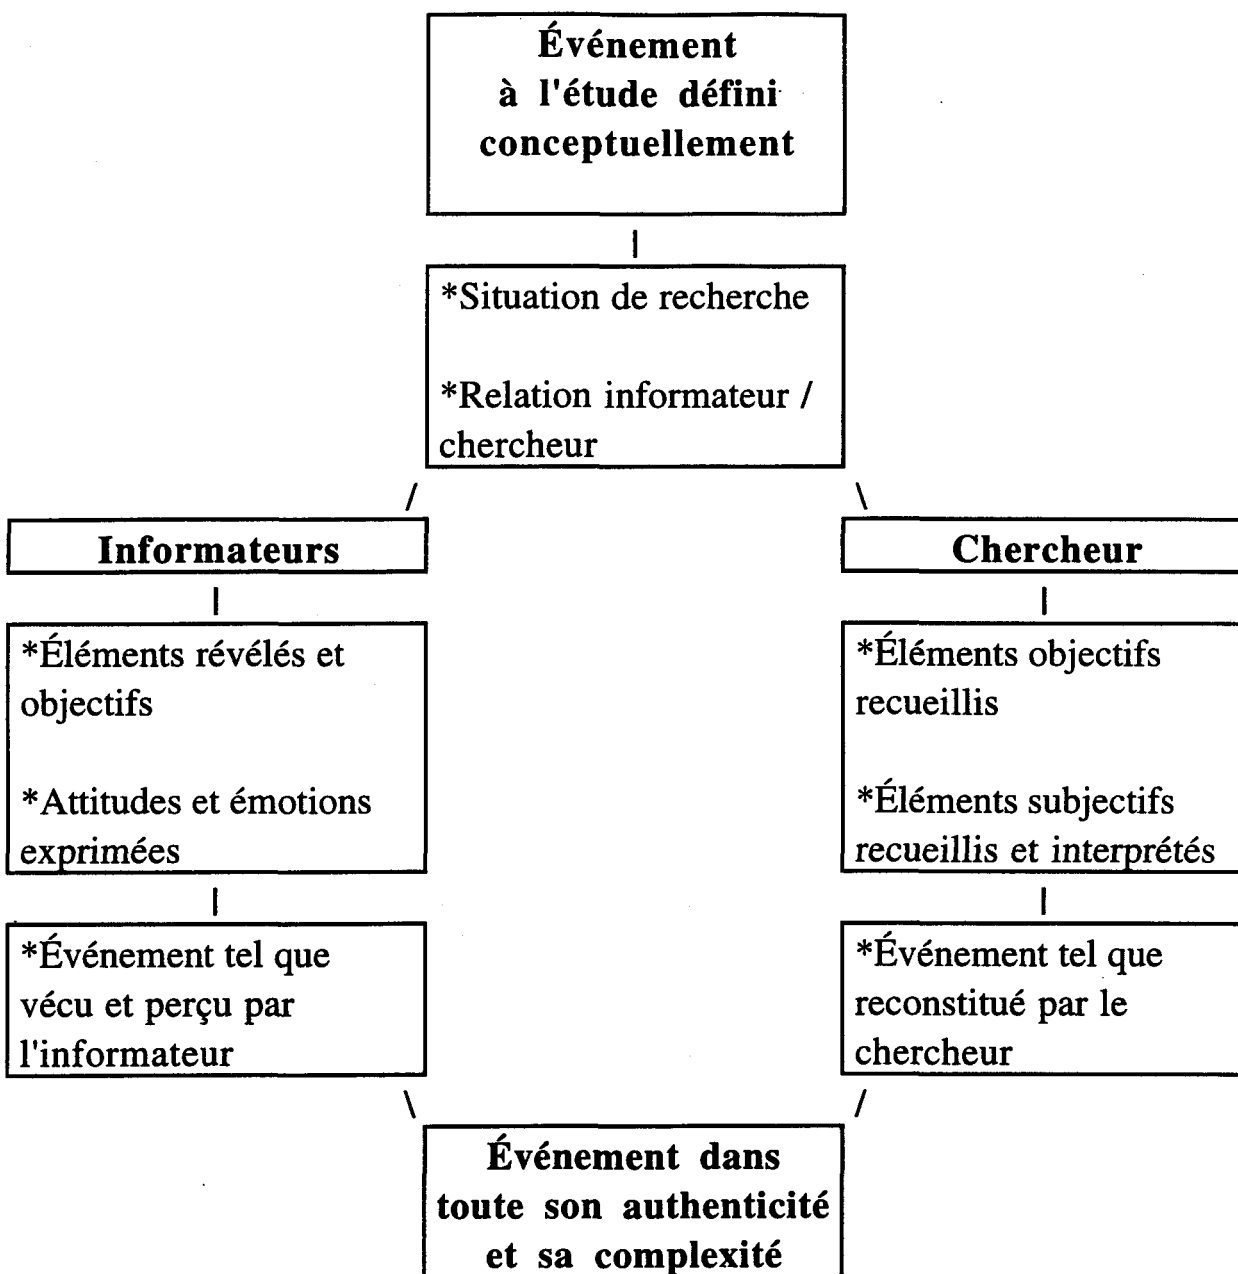 Événement
à l'étude défini
conceptuellement
*Situation de recherche
*Relation informateur /
chercheur
Informateurs
*Éléments révélés et
objectifs
*Attitudes et émotions
exprimées
*Événement tel que
vécu et perçu par
l'informateur
Chercheur
*Éléments objectifs
recueillis
*Éléments subjectifs
recueillis et interprétés
*Événement tel que
reconstitué par le
chercheur
Événement dans
toute son authenticité
et sa complexité